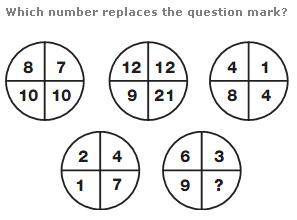 Which number replaces the question mark?
8 7 12 12 4 1
10 10 9 21 8 4
2 4 6 3
1 7 9 ?